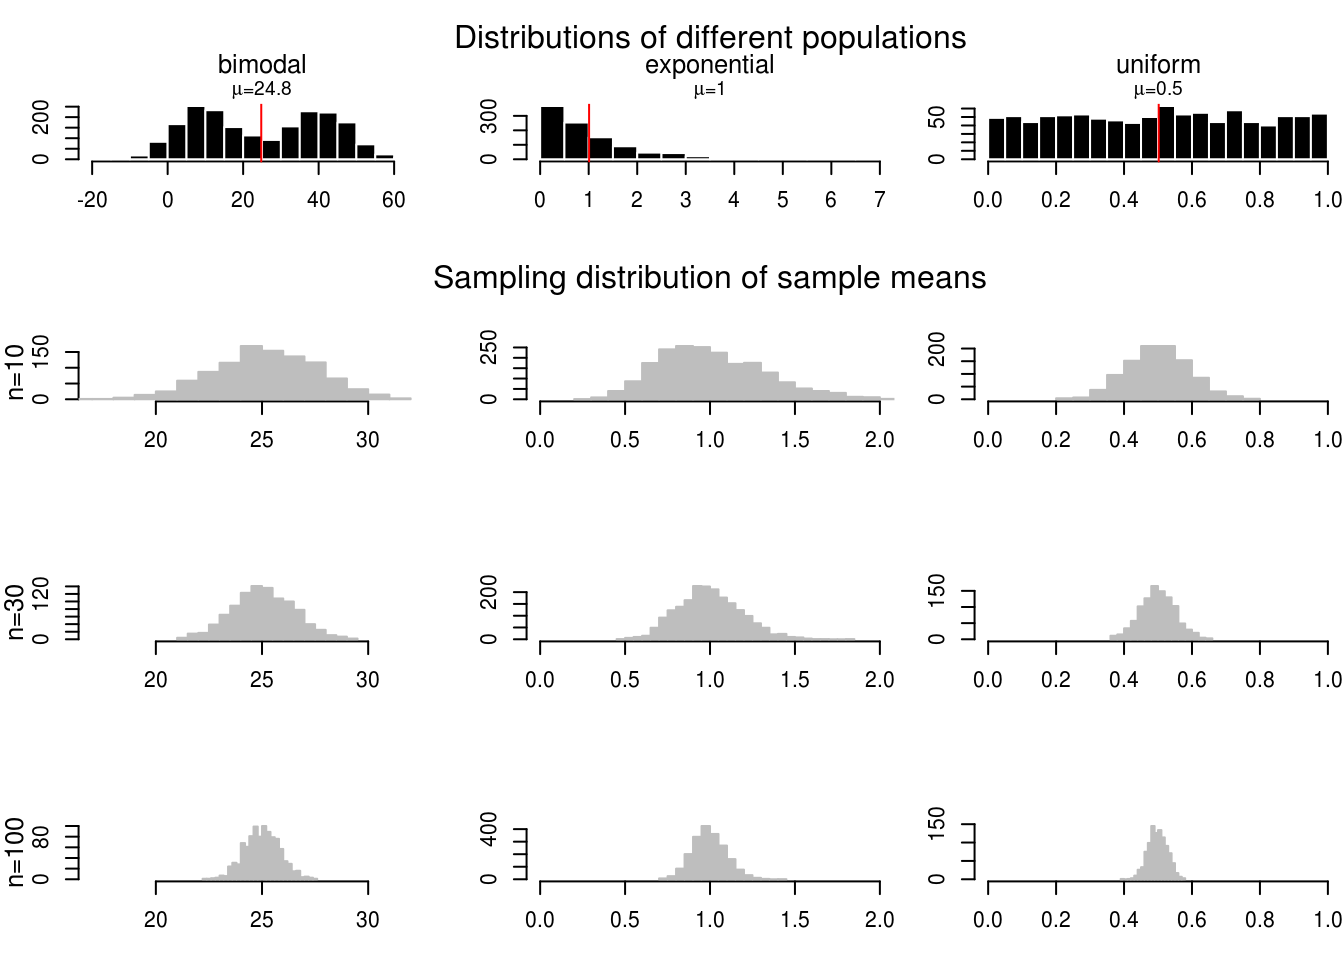 Distributions of different populations
bimodal
μ=24.8
exponential
μ=1
uniform
μ=0.5
0 200
-20 0 20 40 60
0 300
0 1 2 3 4 5 6 7
0 50
0.0 0.2 0.4 0.6 0.8 1.0
Sampling distribution of sample means
n=10
0 150
20 25 30
0 250
0.0 0.5 1.0 1.5 2.0
0 200
0.0 0.2 0.4 0.6 0.8 1.0
n=30
0 120
20 25 30
0 200
0.0 0.5 1.0 1.5 2.0
0 150
0.0 0.2 0.4 0.6 0.8 1.0
n=100
0 80
20 25 30
0 400
0.0 0.5 1.0 1.5 2.0
0 150
0.0 0.2 0.4 0.6 0.8 1.0